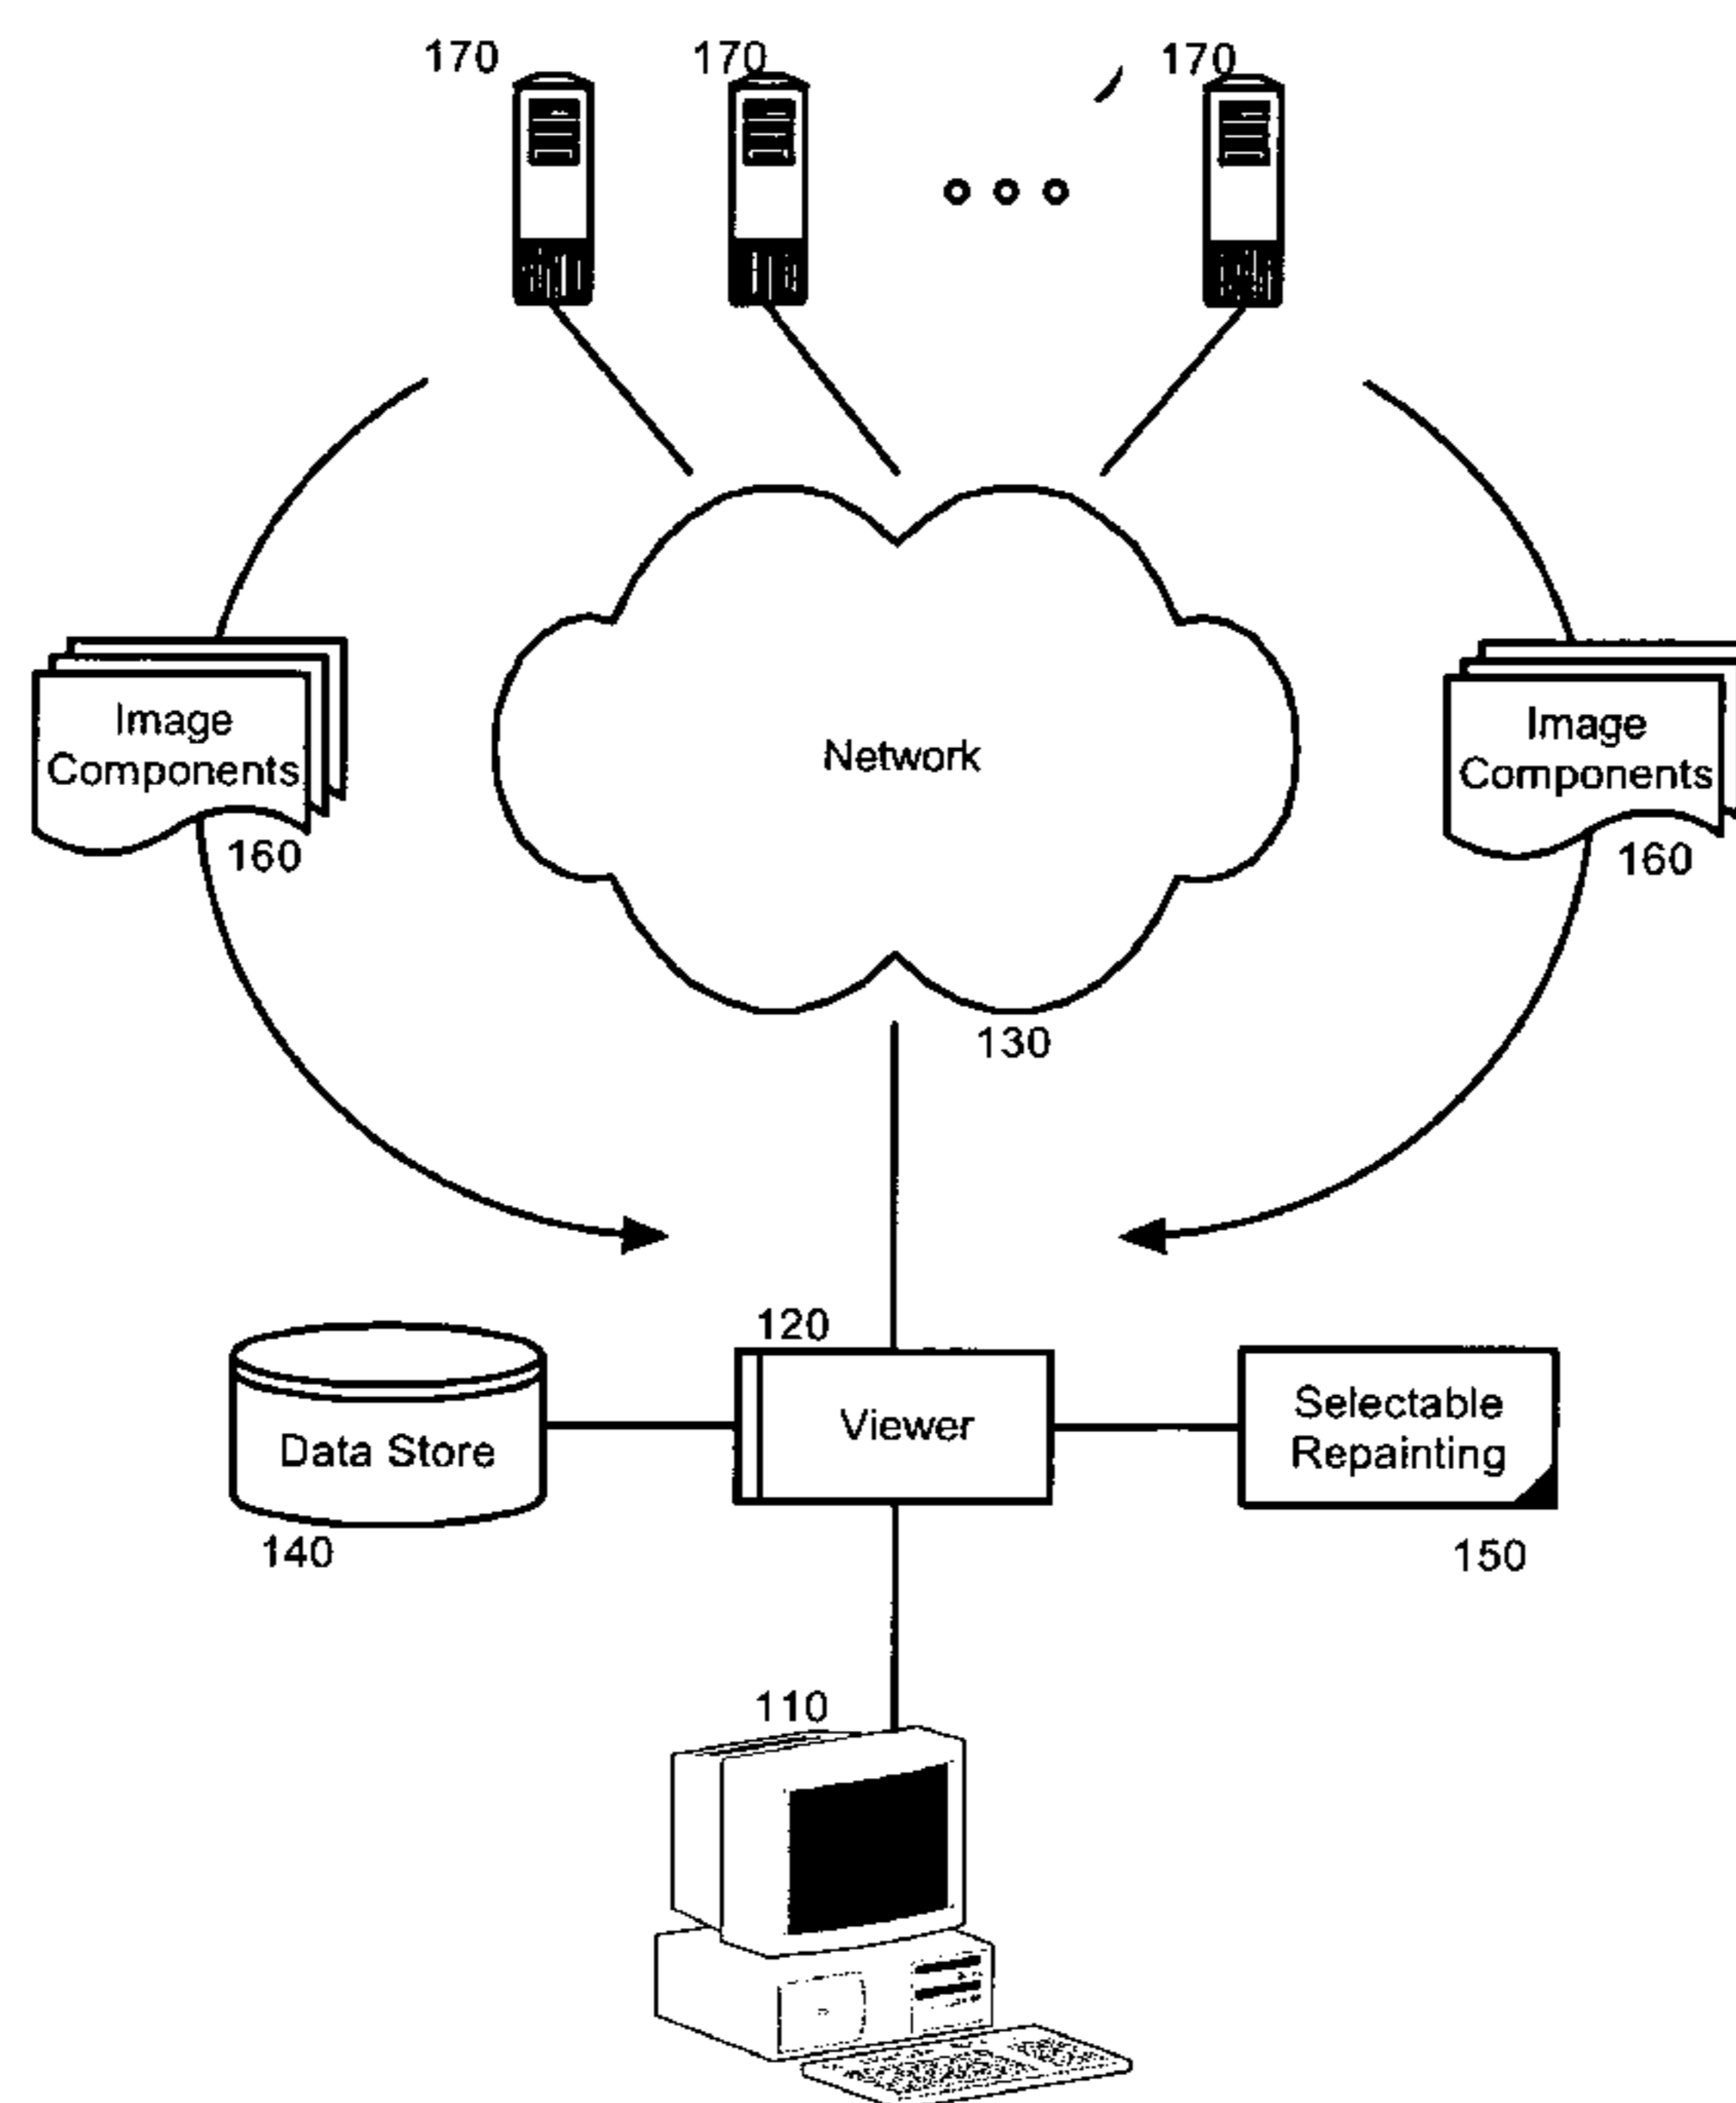 170
170
170
Image
Components
160
Network
Image
Components
160
130
120
Data Store
Viewer
Selectable
Repainting
140
150
110